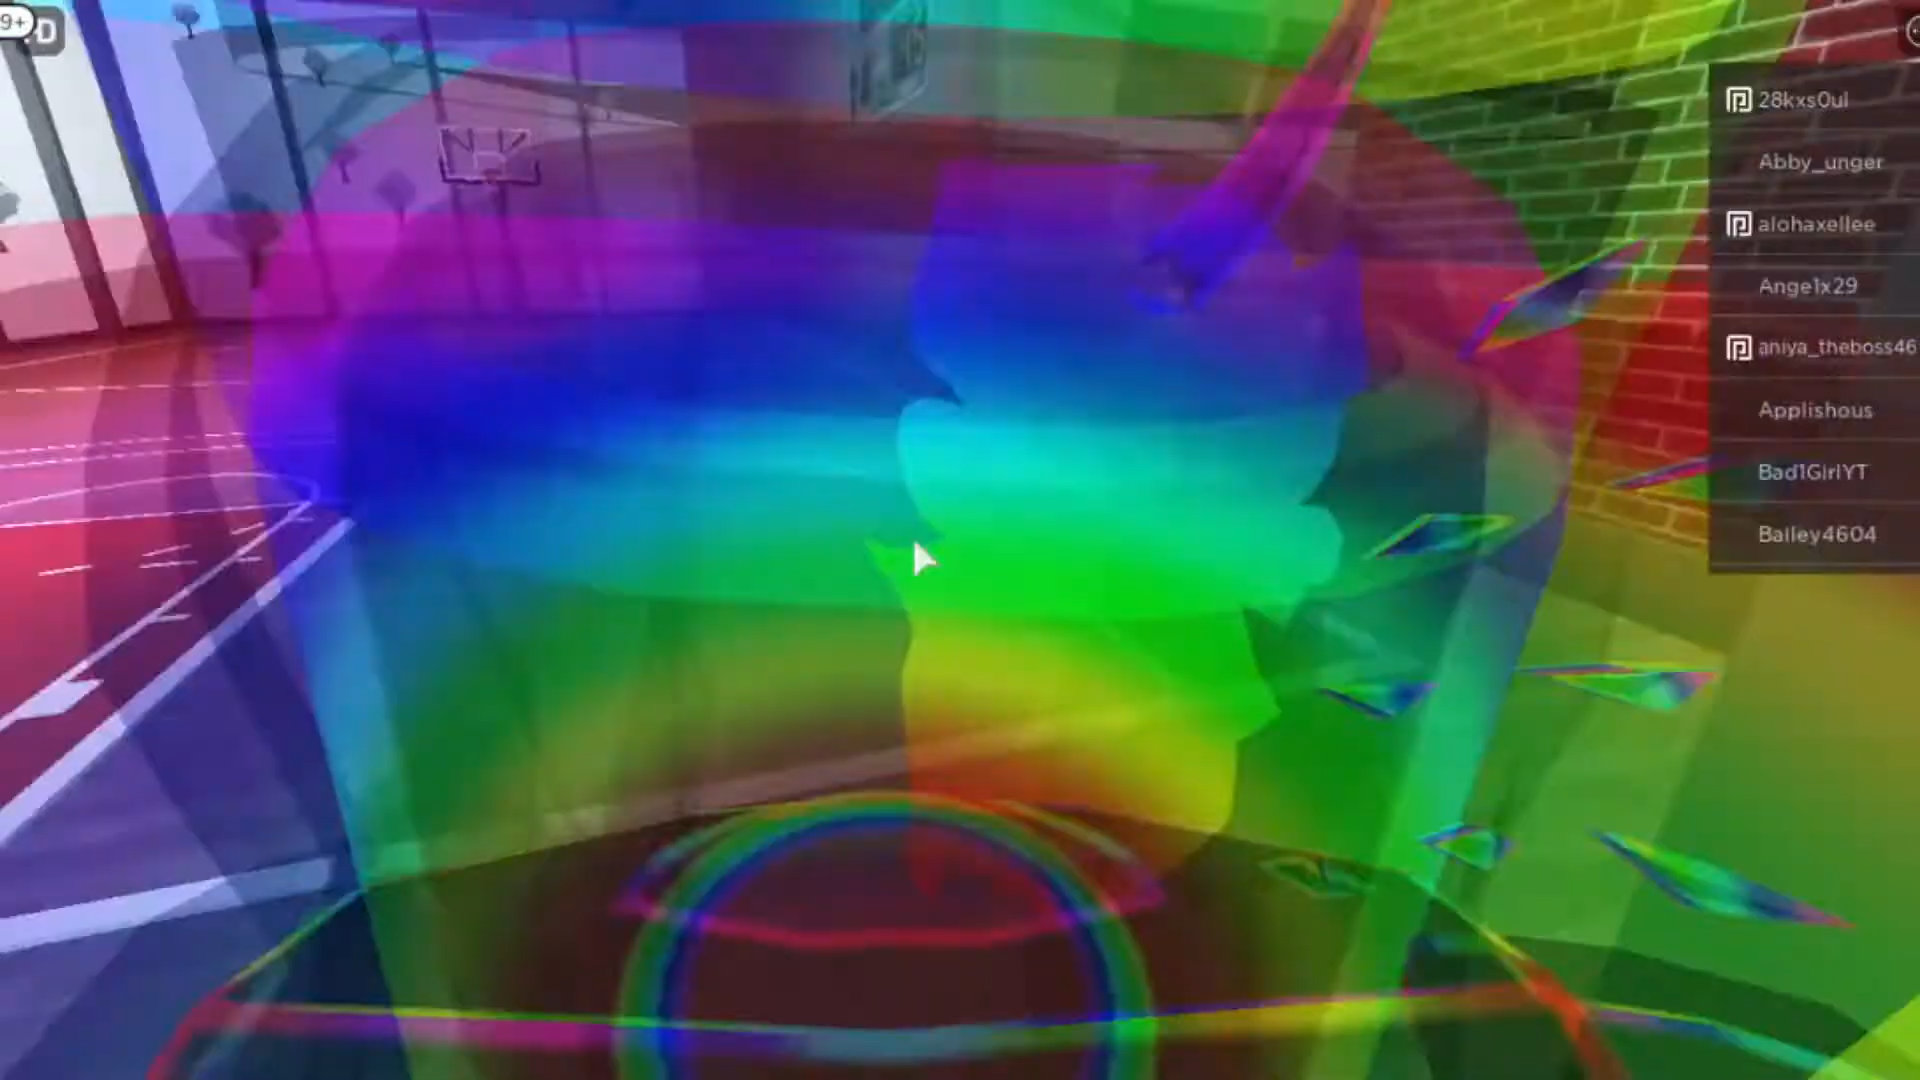 9+
D
28kxs0ul
Abby_unger
alohaxellee
Ange1x29
aniya_theboss46
Applishous
Bad1GirlYT
Bailey4604